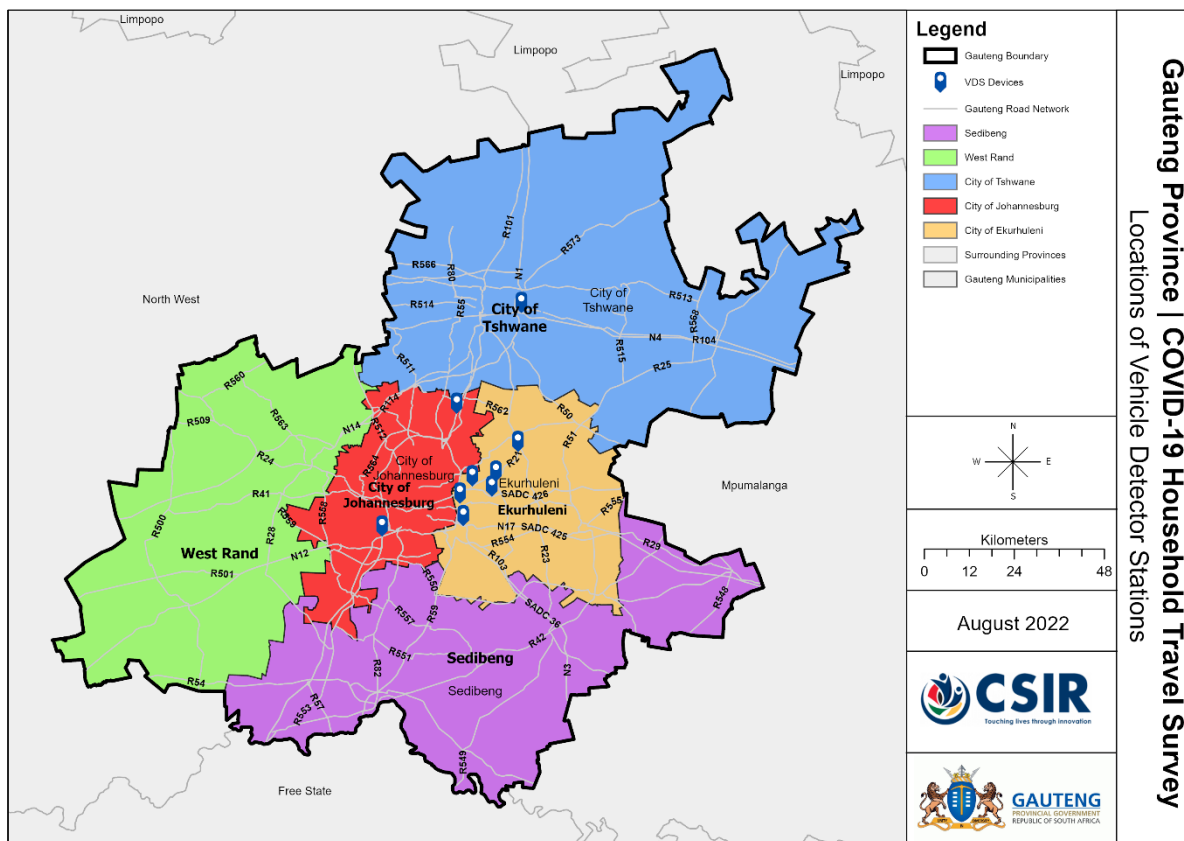 Limpopo
Limpopo
Limpopo
North West
Mpumalanga
Free State
R101
N1
R573
R566
R80
R55
R514
City of
Tshwane
City of
Tshwane
R513
R568
N4
R104
R515
R25
R511
R560
R563
R509
N14
R114
R512
R562
R50
R51
R21
R24
R564
City of
Johannesburg
City of
Johannesburg
R41
R558
R558
R500
R28
West Rand
N12
R501
Ekurhuleni
SADC 426
Ekurhuleni
N17
SADC 425
R555
R554
R103
R23
R29
R548
R550
R59
R557
SADC 36
R42
R551
Sedibeng
R82
Sedibeng
N3
R54
R553
R57
R549
Legend
Gauteng Boundary
VDS Devices
Gauteng Road Network
Sedibeng
West Rand
City of Tshwane
City of Johannesburg
City of Ekurhuleni
Surrounding Provinces
Gauteng Municipalities
N
W
E
S
Kilometers
0 12 24 48
August 2022
CSIR
Touching lives through innovation
GAUTENG
PROVINCIAL GOVERNMENT
REPUBLIC OF SOUTH AFRICA
Gauteng Province | COVID-19 Household Travel Survey
Locations of Vehicle Detector Stations